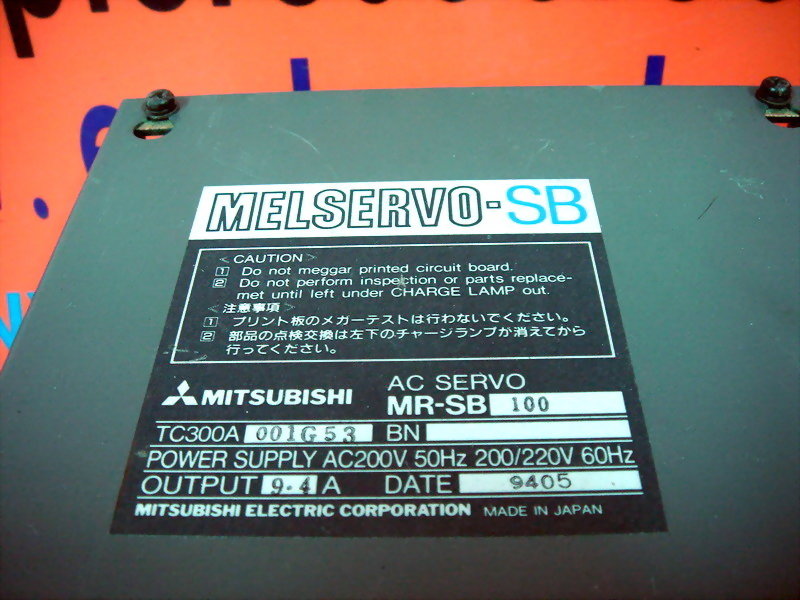 MELSERVO-SB
<CAUTION>
1 Do not meggar printed circuit board.
2 Do not perform inspection or parts replace-
met until left under CHARGE LAMP out.
<注意事項>
1 プリント板のメガーテストは行わないでください。
2 部品の点検交換は左下のチャージランプが消えてから
行ってください。
MITSUBISHI
AC SERVO
MR-SB 100
TC300A 001G53 BN
POWER SUPPLY AC200V 50Hz 200/220V 60Hz
OUTPUT 9.4 A DATE 9405
MITSUBISHI ELECTRIC CORPORATION MADE IN JAPAN